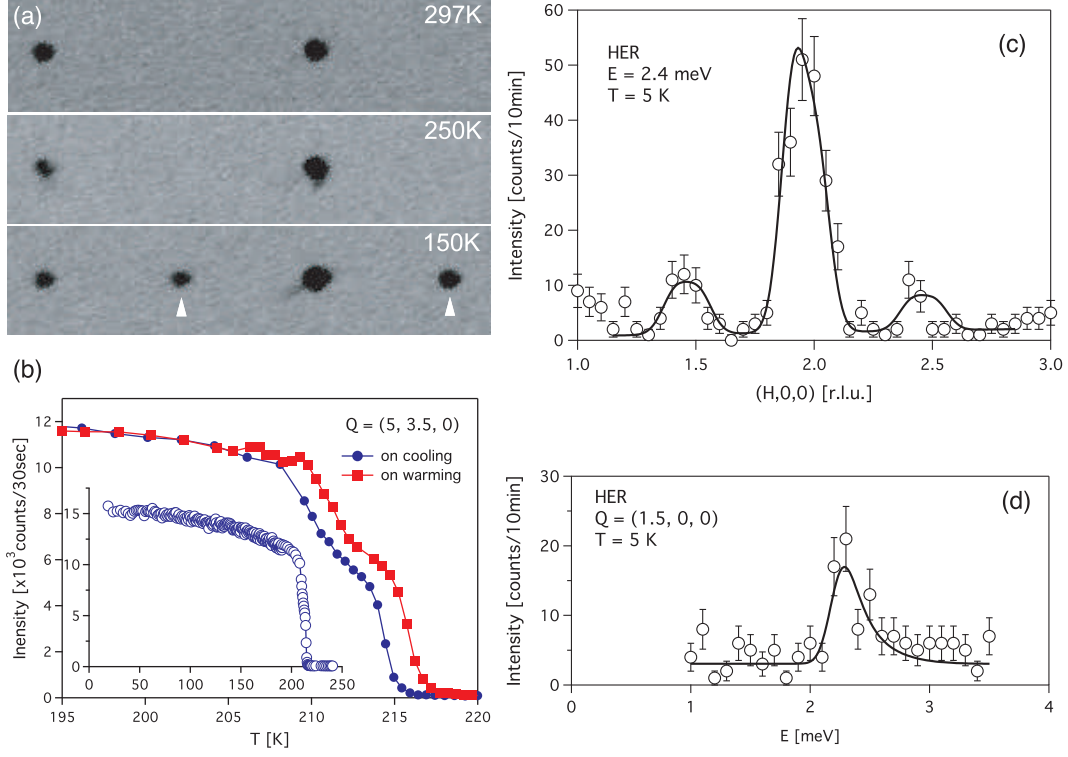 (a)
297K
250K
150K
(b)
Inensity [x10³ counts/30sec]
12
10
8
6
4
2
0
Q = (5, 3.5, 0)
on cooling
on warming
15
10
5
0
0 50 100 150 200 250
195 200 205 210 215 220
T [K]
(c)
HER
E = 2.4 meV
T = 5 K
Intensity [counts/10min]
60
50
40
30
20
10
0
1.0 1.5 2.0 2.5 3.0
(H,0,0) [r.l.u.]
(d)
HER
Q = (1.5, 0, 0)
T = 5 K
Intensity [counts/10min]
30
20
10
0
0 1 2 3 4
E [meV]